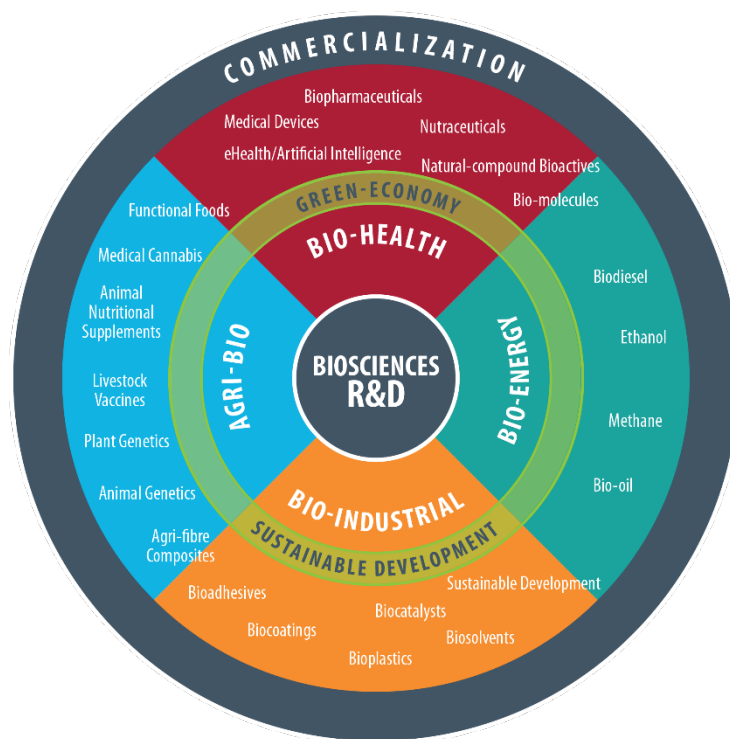 COMMERCIALIZATION
Biopharmaceuticals
Medical Devices
Nutraceuticals
eHealth/Artificial Intelligence
Natural-compound Bioactives
Bio-molecules
GREEN-ECONOMY
BIO-HEALTH
Functional Foods
Medical Cannabis
Animal
Nutritional
Supplements
Livestock
Vaccines
Plant Genetics
Animal Genetics
Agri-fibre
Composites
AGRI-BIO
BIOSCIENCES
R&D
BIO-ENERGY
Biodiesel
Ethanol
Methane
Bio-oil
BIO-INDUSTRIAL
SUSTAINABLE DEVELOPMENT
Sustainable Development
Bioadhesives
Biocatalysts
Biocoatings
Biosolvents
Bioplastics